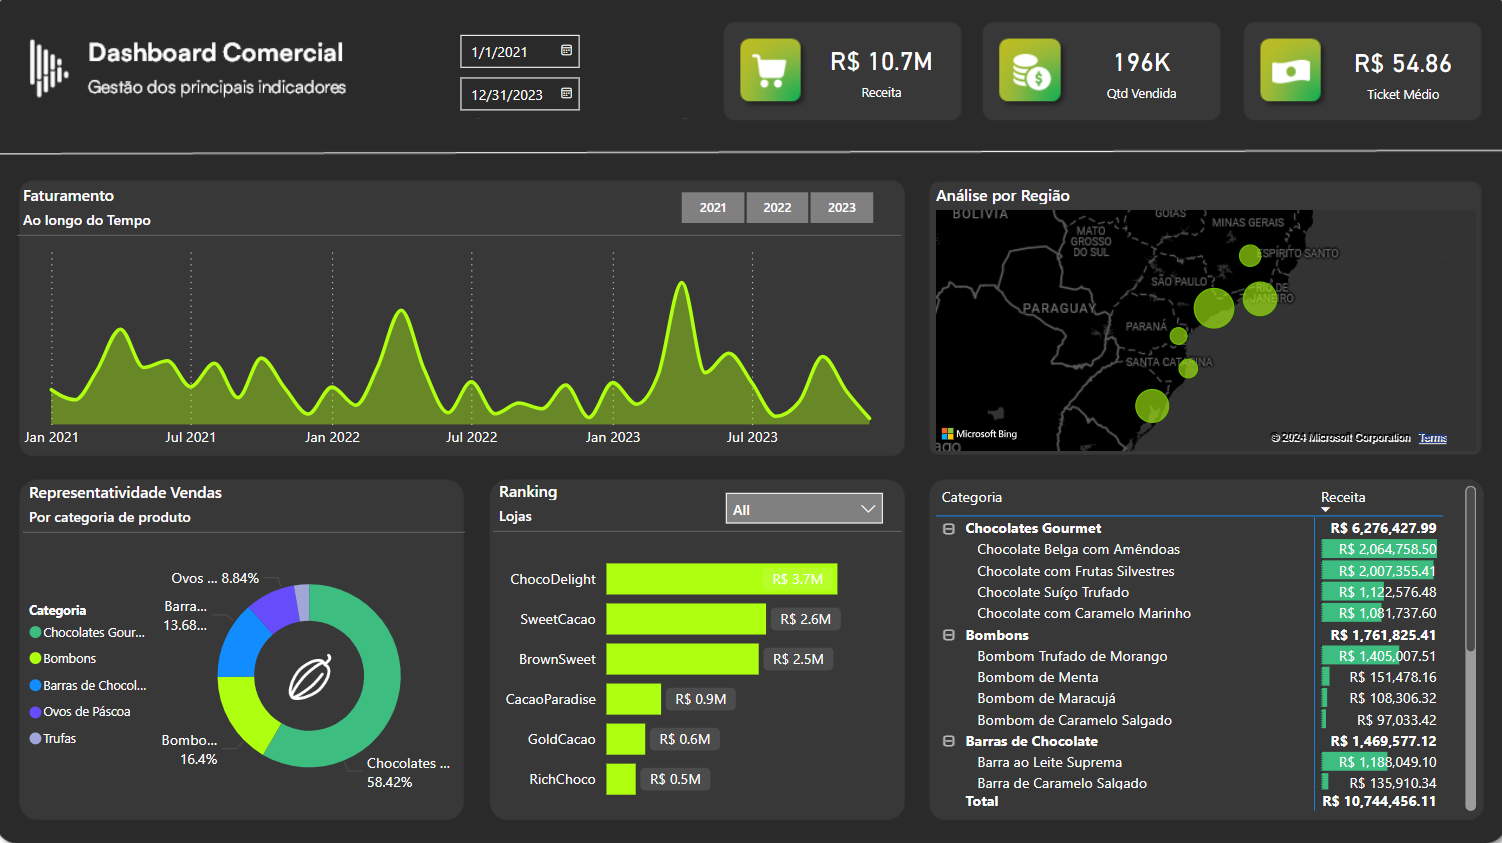 Dashboard Comercial
Gestão dos principais indicadores
1/1/2021
12/31/2023
R$ 10.7M
Receita
196K
Qtd Vendida
R$ 54.86
Ticket Médio
Faturamento
Ao longo do Tempo
2021
2022
2023
Jan 2021
Jul 2021
Jan 2022
Jul 2022
Jan 2023
Jul 2023
Análise por Região
BOLIVIA
GOIÁS
MINAS GERAIS
MATO
GROSSO
DO SUL
ESPÍRITO SANTO
SÃO PAULO
RIO DE
JANEIRO
PARAGUAY
PARANÁ
SANTA CATARINA
Microsoft Bing
© 2024 Microsoft Corporation Terms
Representatividade Vendas
Por categoria de produto
Categoria
Chocolates Gour...
Bombons
Barras de Chocol...
Ovos de Páscoa
Trufas
Ovos ... 8.84%
Barra...
13.68...
Bombo...
16.4%
Chocolates ...
58.42%
Ranking
Lojas
All
ChocoDelight R$ 3.7M
SweetCacao R$ 2.6M
BrownSweet R$ 2.5M
CacaoParadise R$ 0.9M
GoldCacao R$ 0.6M
RichChoco R$ 0.5M
Categoria Receita
Chocolates Gourmet R$ 6,276,427.99
Chocolate Belga com Amêndoas R$ 2,064,758.50
Chocolate com Frutas Silvestres R$ 2,007,355.41
Chocolate Suíço Trufado R$ 1,122,576.48
Chocolate com Caramelo Marinho R$ 1,081,737.60
Bombons R$ 1,761,825.41
Bombom Trufado de Morango R$ 1,405,007.51
Bombom de Menta R$ 151,478.16
Bombom de Maracujá R$ 108,306.32
Bombom de Caramelo Salgado R$ 97,033.42
Barras de Chocolate R$ 1,469,577.12
Barra ao Leite Suprema R$ 1,188,049.10
Barra de Caramelo Salgado R$ 135,910.34
Total R$ 10,744,456.11